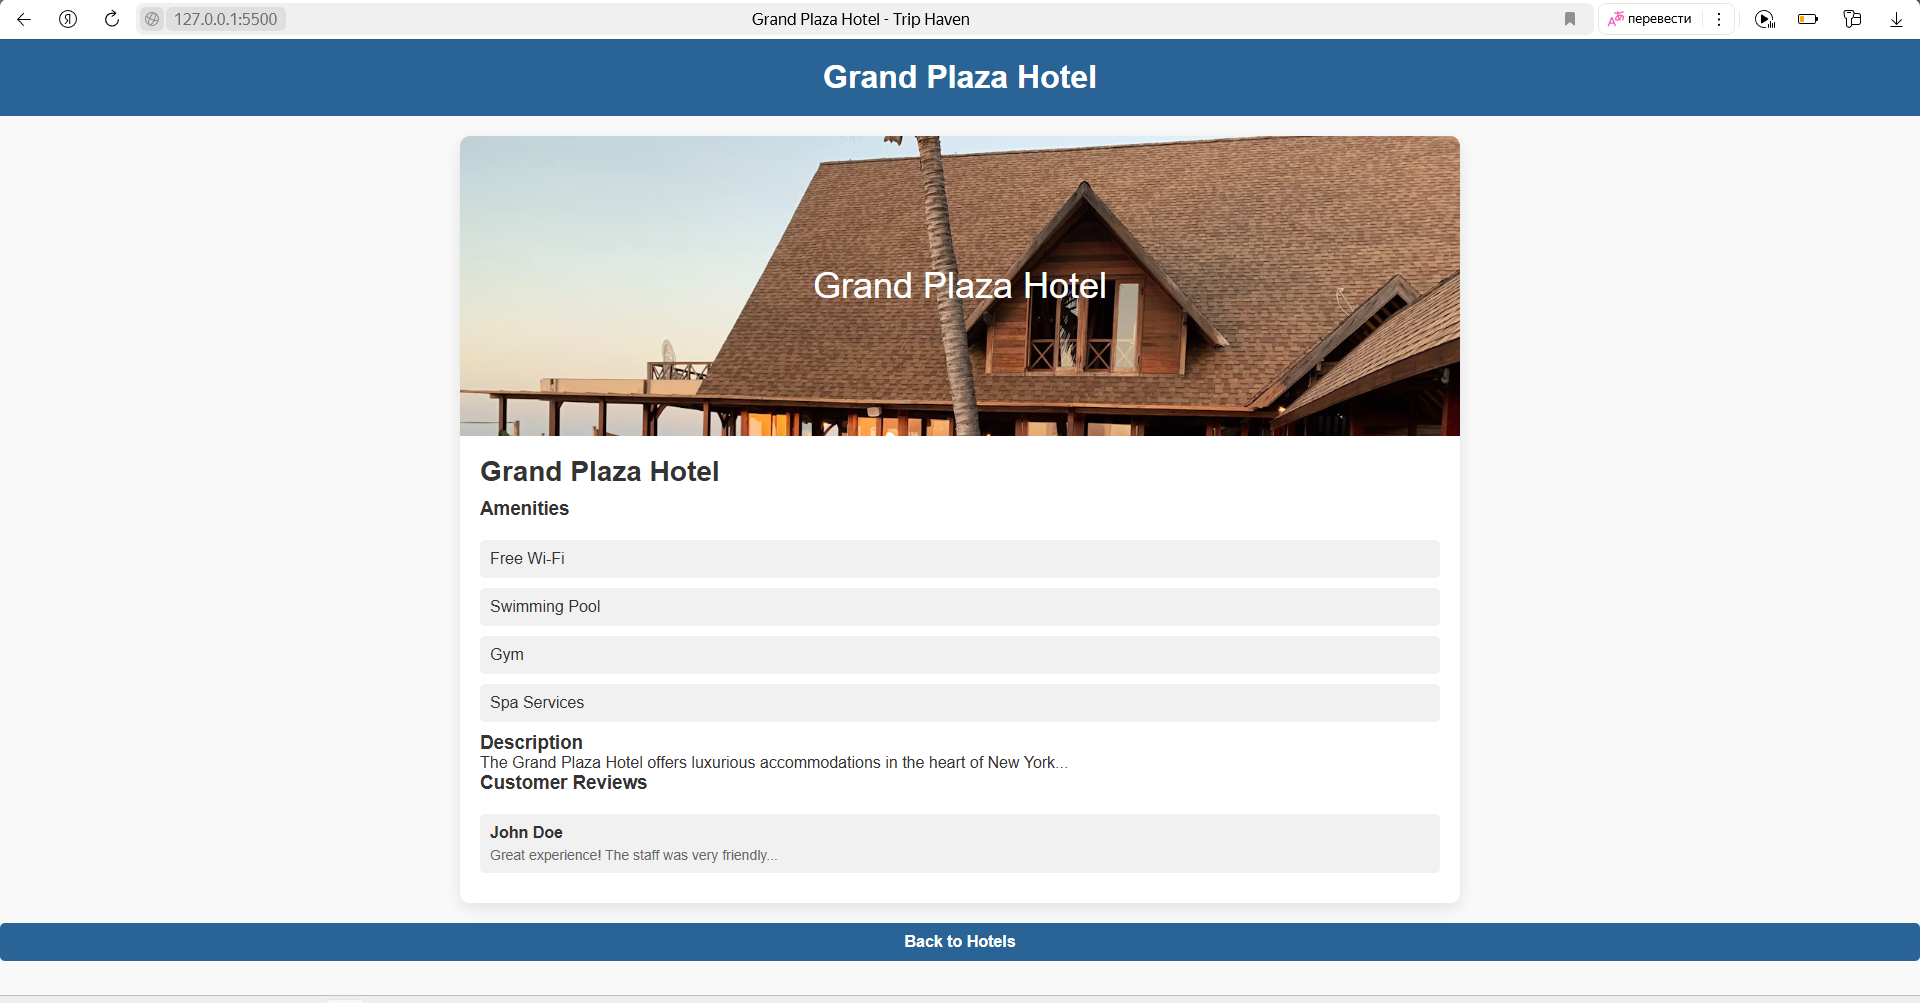 127.0.0.1:5500
Grand Plaza Hotel - Trip Haven
перевести
Grand Plaza Hotel
Grand Plaza Hotel
Grand Plaza Hotel
Amenities
Free Wi-Fi
Swimming Pool
Gym
Spa Services
Description
The Grand Plaza Hotel offers luxurious accommodations in the heart of New York...
Customer Reviews
John Doe
Great experience! The staff was very friendly...
Back to Hotels